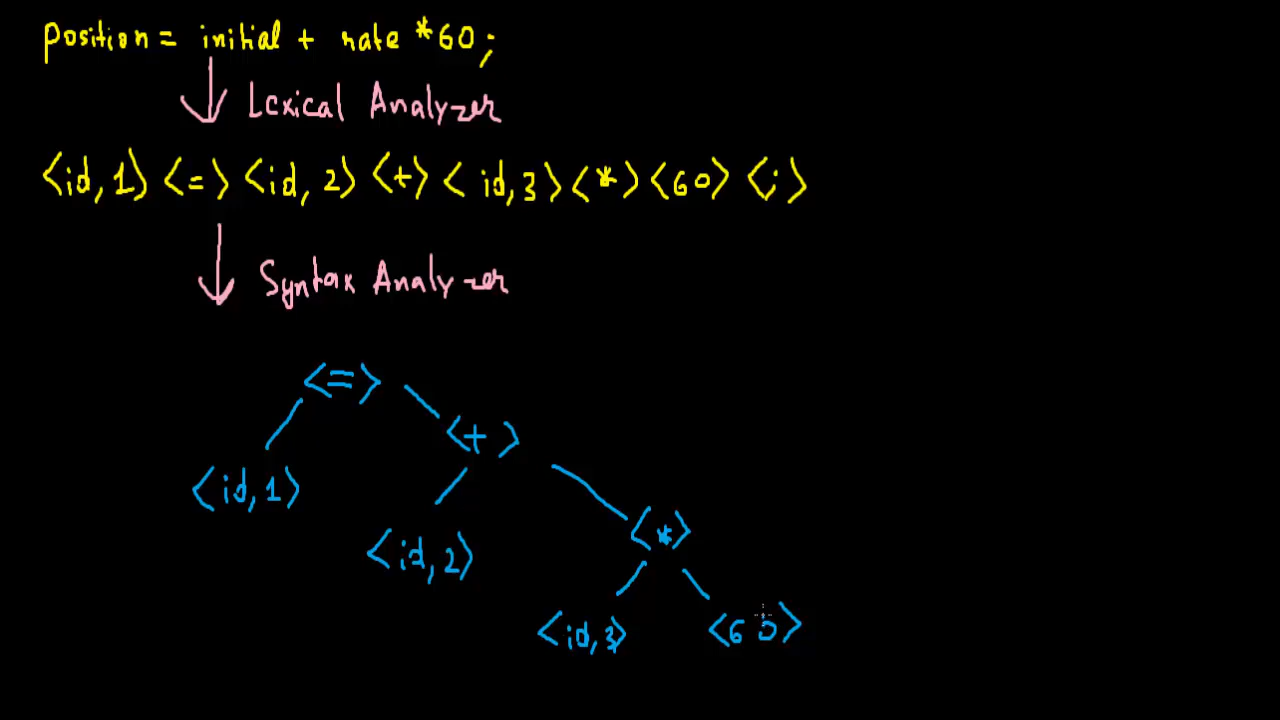 position = initial + rate *60;
Lexical Analyzer
<id, 1> <=> <id, 2> <+> <id,3> <*> <60> <;>
Syntax Analyzer
<=>
<+>
<id,1>
<*>
<id,2>
<id,3> <60>